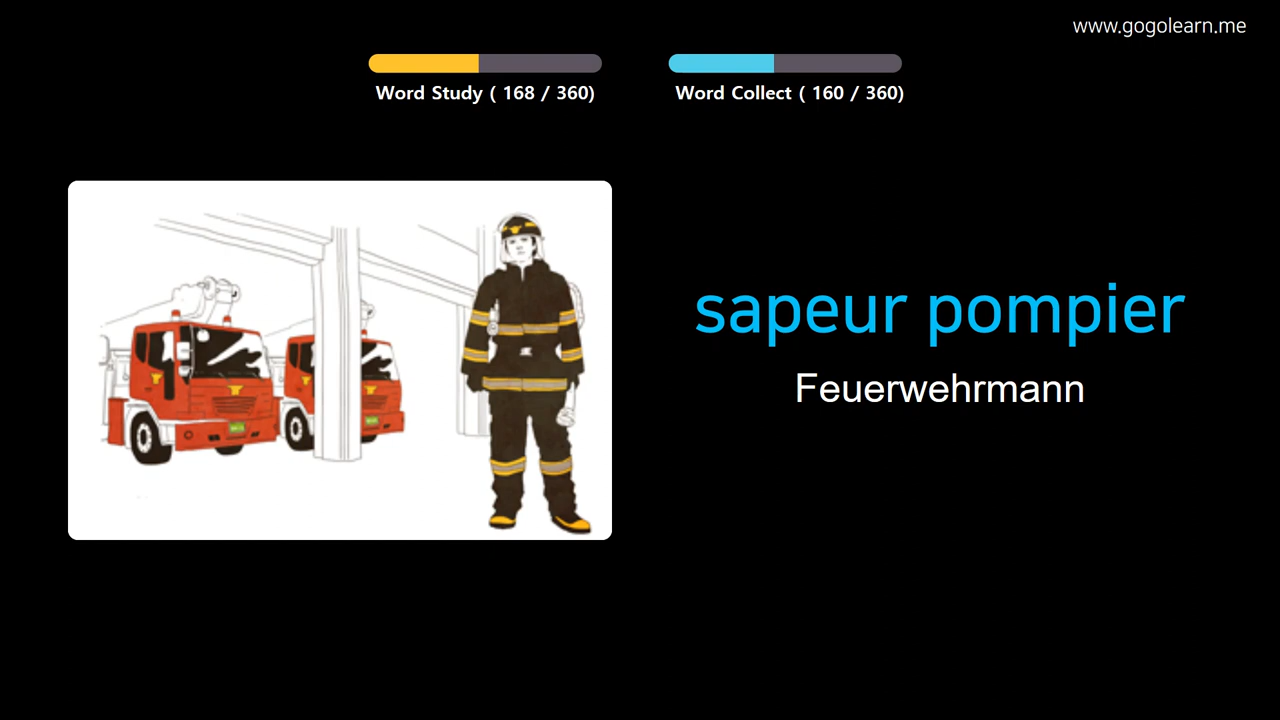 www.gogolearn.me
Word Study ( 168 / 360)
Word Collect ( 160 / 360)
sapeur pompier
Feuerwehrmann